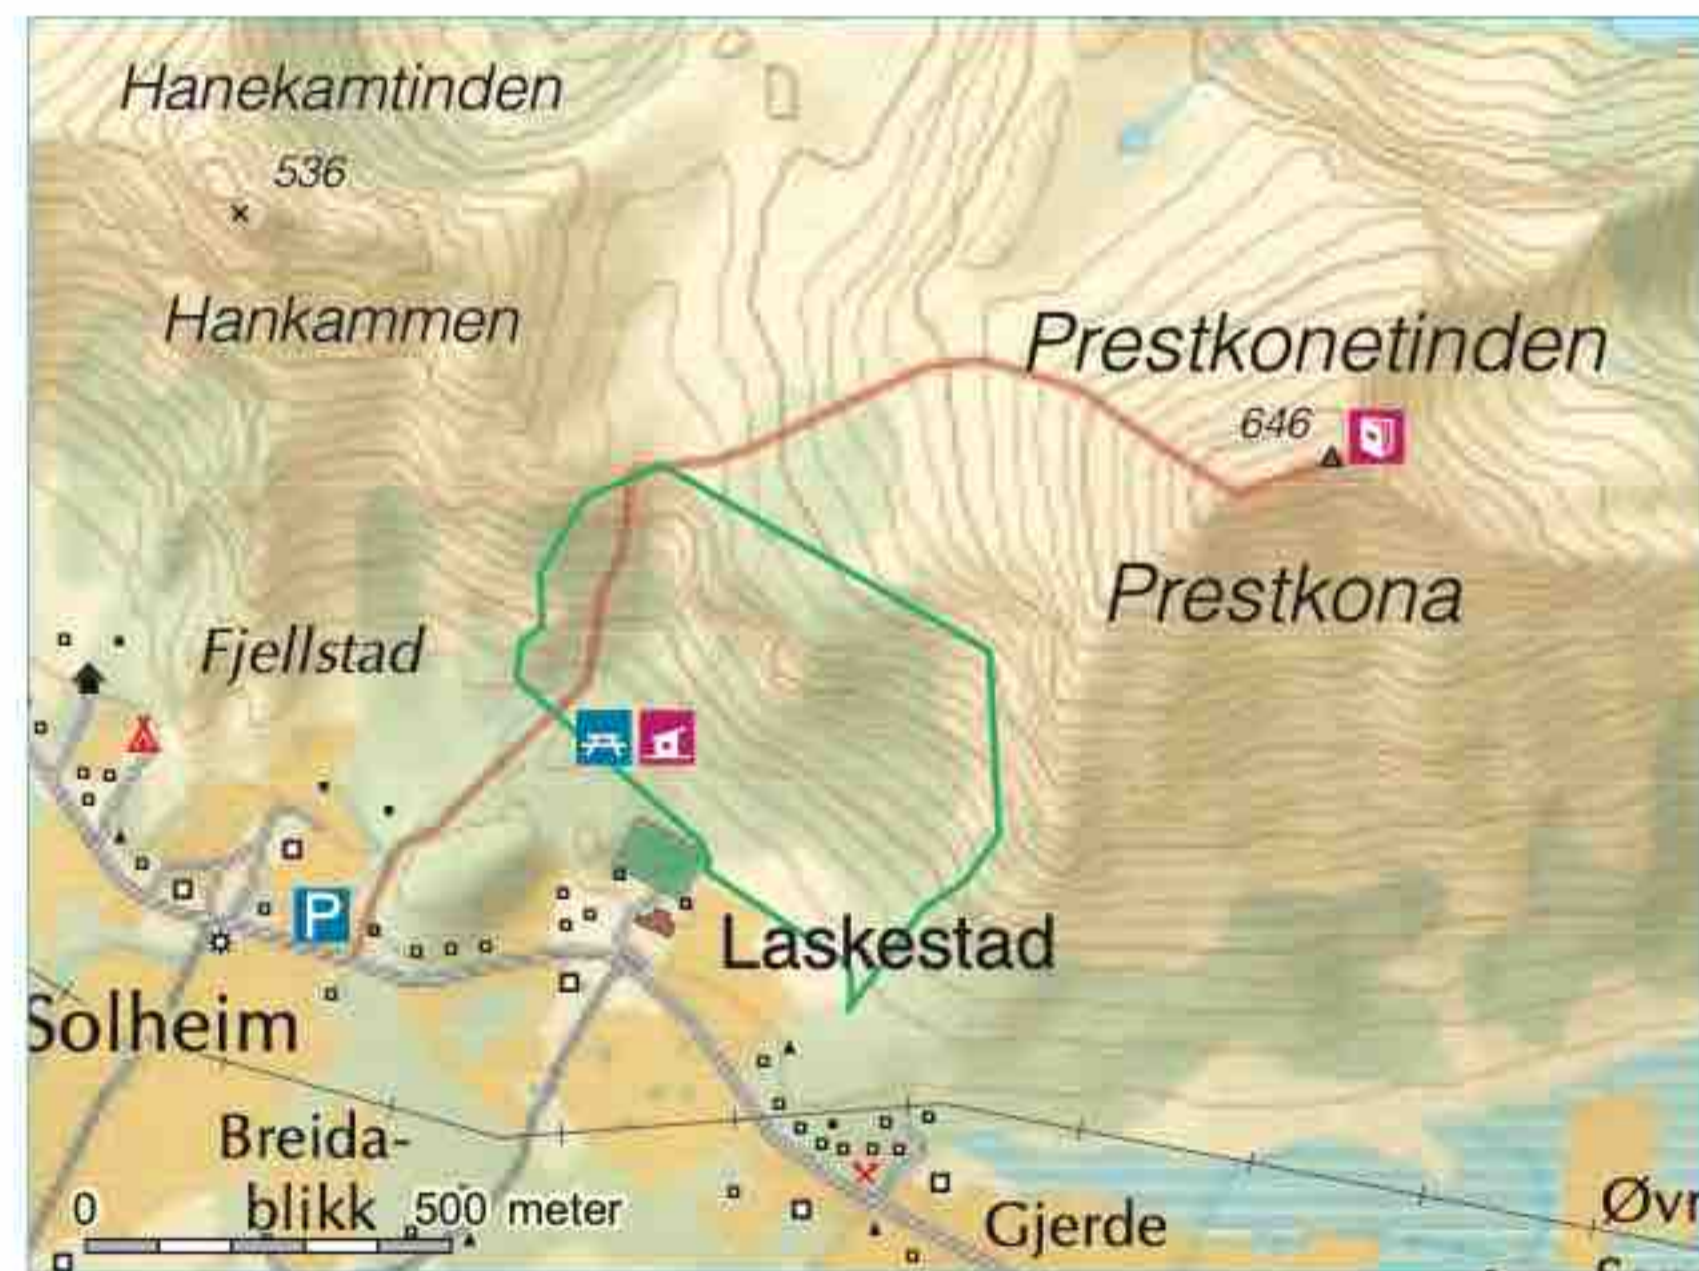 Hanekamtinden
536
Hankammen
Prestkonetinden
646
Prestkona
Fjellstad
P
Laskestad
Solheim
Breida-
blikk
0 500 meter
Gjerde